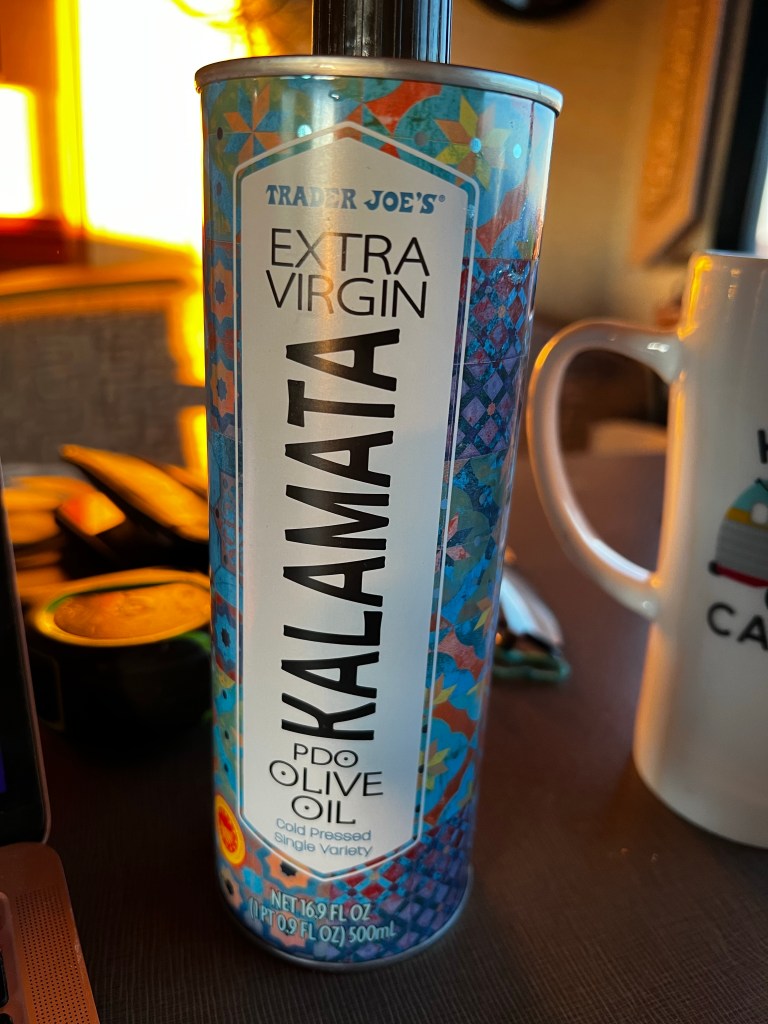 TRADER JOE'S®
EXTRA
VIRGIN
KALAMATA
PDO
OLIVE
OIL
Cold Pressed
Single Variety
NET 16.9 FL OZ
(1 PT 0.9 FL OZ) 500mL